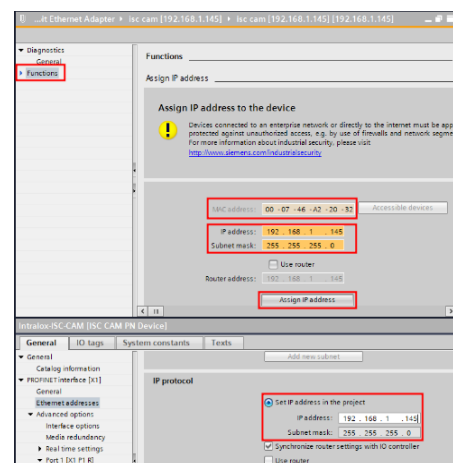 ...it Ethernet Adapter ▸ isc cam [192.168.1.145] ▸ isc cam [192.168.1.145] [192.168.1.145]
Diagnostics
General
Functions
Functions
Assign IP address
Assign IP address to the device
Devices connected to an enterprise network or directly to the internet must be app
protected against unauthorized access, e.g. by use of firewalls and network segme
For more information about industrial security, please visit
http://www.siemens.com/industrialsecurity
MAC address: 00 -07 -46 -A2 -20 -32 Accessible devices
IP address: 192 . 168 . 1 . 145
Subnet mask: 255 . 255 . 255 . 0
Use router
Router address: 192 . 168 . 1 . 145
Assign IP address
Intralox-ISC-CAM [ISC CAM PN Device]
General IO tags System constants Texts
General
Catalog information
PROFINET interface [X1]
General
Ethernet addresses
Advanced options
Interface options
Media redundancy
Real time settings
Port 1 [X1 P1 R]
Add new subnet
IP protocol
Set IP address in the project
IP address: 192 . 168 . 1 .145
Subnet mask: 255 . 255 . 255 . 0
Synchronize router settings with IO controller
Use router